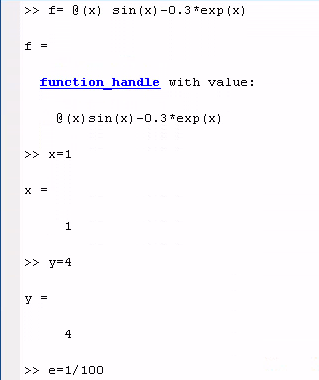 >> f= @(x) sin(x)-0.3*exp(x)
f =
function_handle with value:
@(x)sin(x)-0.3*exp(x)
>> x=1
x =
1
>> y=4
y =
4
>> e=1/100